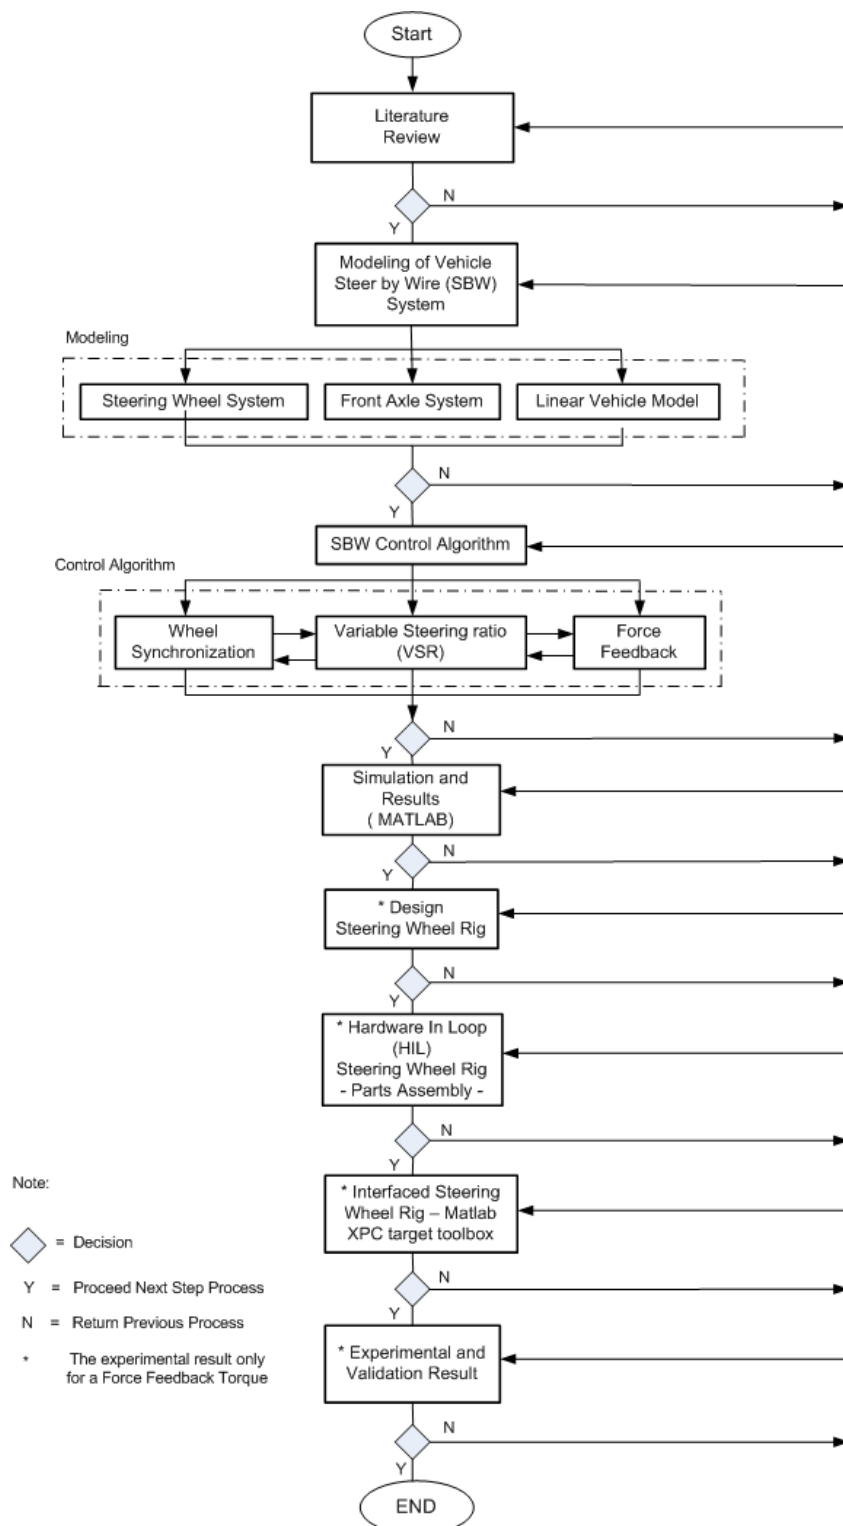 Start
Literature
Review
N
Y
Modeling of Vehicle
Steer by Wire (SBW)
System
Modeling
Steering Wheel System
Front Axle System
Linear Vehicle Model
N
Y
SBW Control Algorithm
Control Algorithm
Wheel
Synchronization
Variable Steering ratio
(VSR)
Force
Feedback
N
Y
Simulation and
Results
( MATLAB)
N
Y
* Design
Steering Wheel Rig
N
Y
* Hardware In Loop
(HIL)
Steering Wheel Rig
- Parts Assembly -
N
Y
* Interfaced Steering
Wheel Rig – Matlab
XPC target toolbox
N
Y
* Experimental and
Validation Result
N
Y
END
Note:
= Decision
Y = Proceed Next Step Process
N = Return Previous Process
* The experimental result only
for a Force Feedback Torque